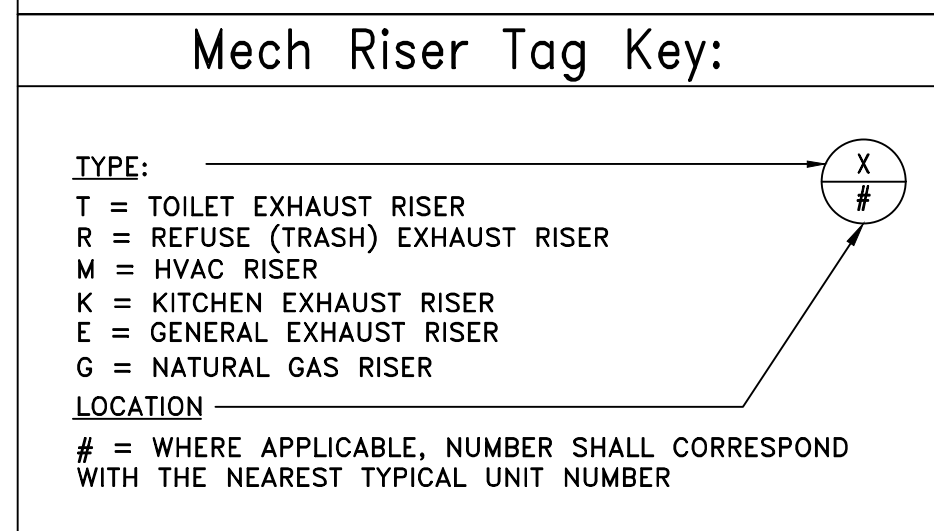 Mech Riser Tag Key:
TYPE:
X
#
T = TOILET EXHAUST RISER
R = REFUSE (TRASH) EXHAUST RISER
M = HVAC RISER
K = KITCHEN EXHAUST RISER
E = GENERAL EXHAUST RISER
G = NATURAL GAS RISER
LOCATION
# = WHERE APPLICABLE, NUMBER SHALL CORRESPOND
WITH THE NEAREST TYPICAL UNIT NUMBER